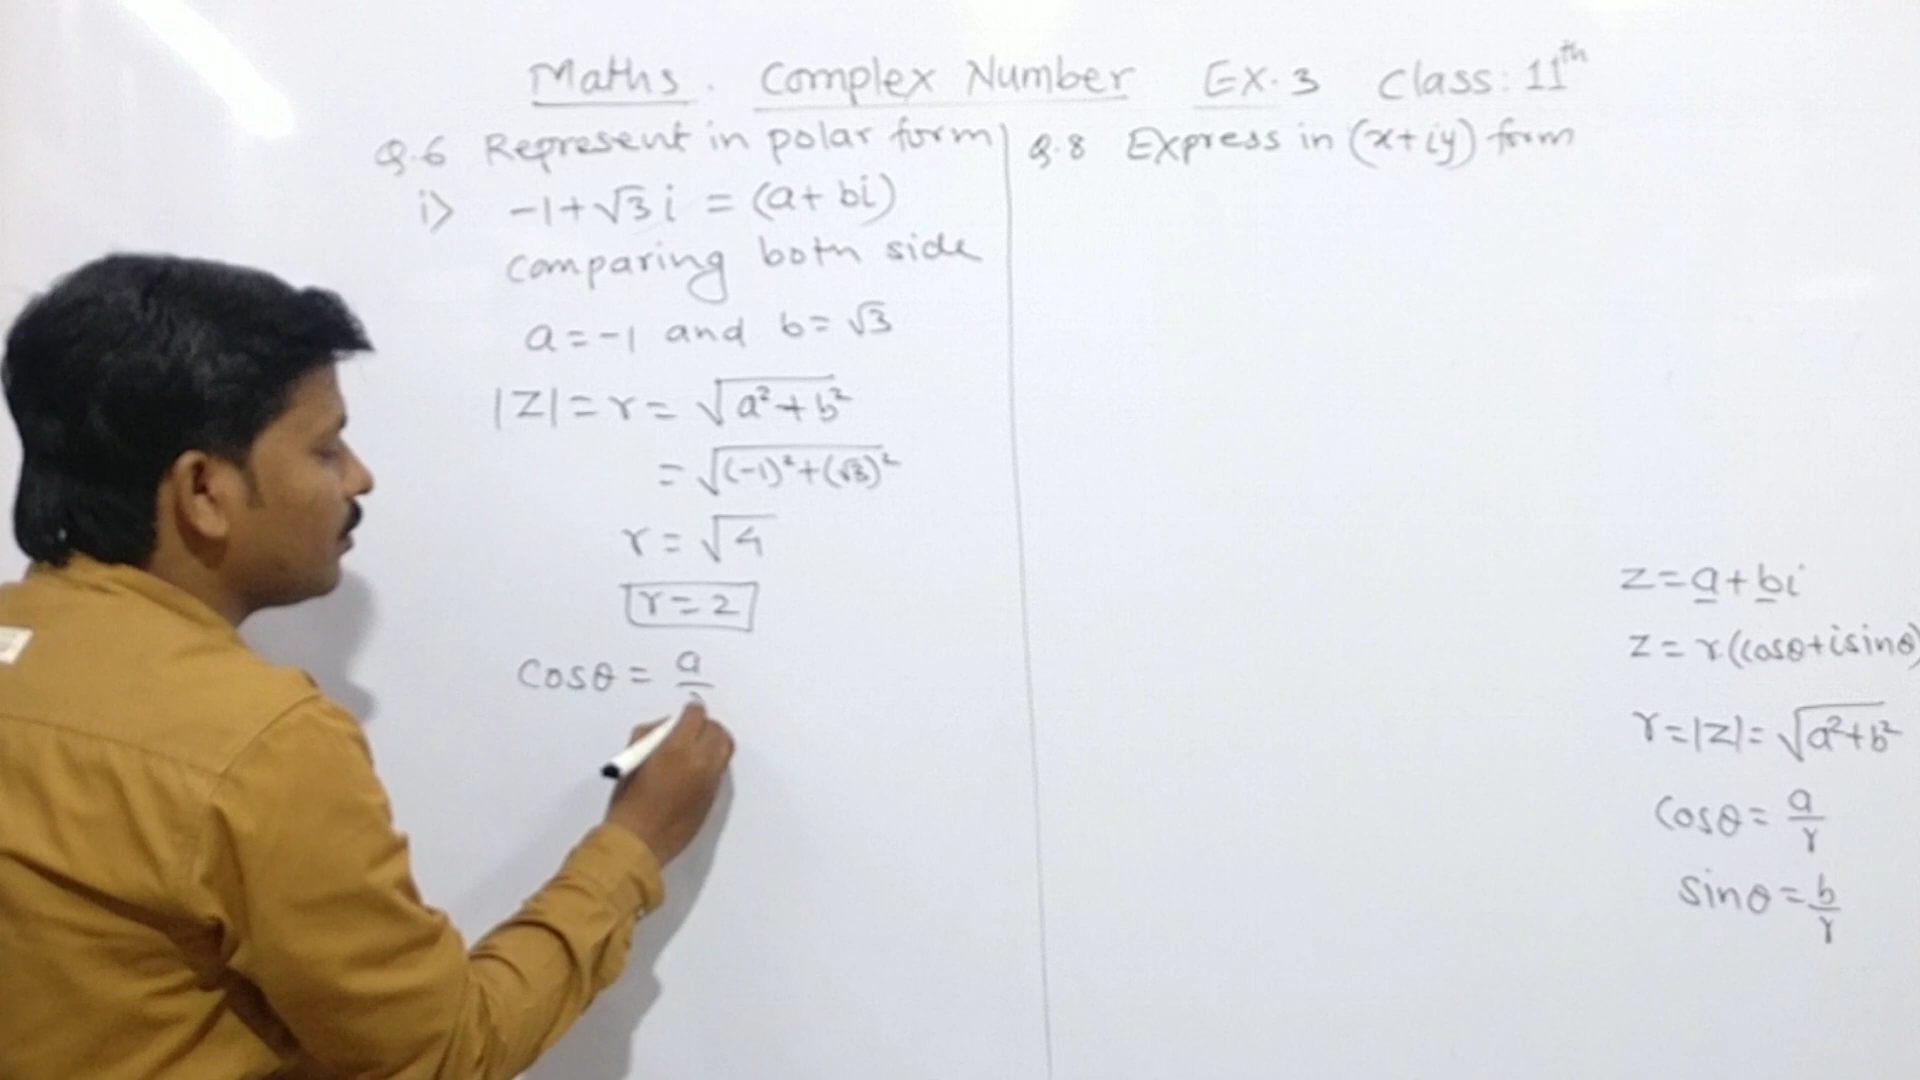 Maths. Complex Number Ex. 3 Class: 11th
Q.6 Represent in polar form
i> -1+√3 i = (a+ bi)
comparing both side
a = -1 and b = √3
|Z| = r = √a²+b²
= √(-1)²+(√3)²
r = √4
r = 2
Cosθ = a
Q.8 Express in (x+iy) form
Z = a + bi
Z = r(cosθ+isinθ)
r = |Z| = √a²+b²
Cosθ = a/r
Sinθ = b/r